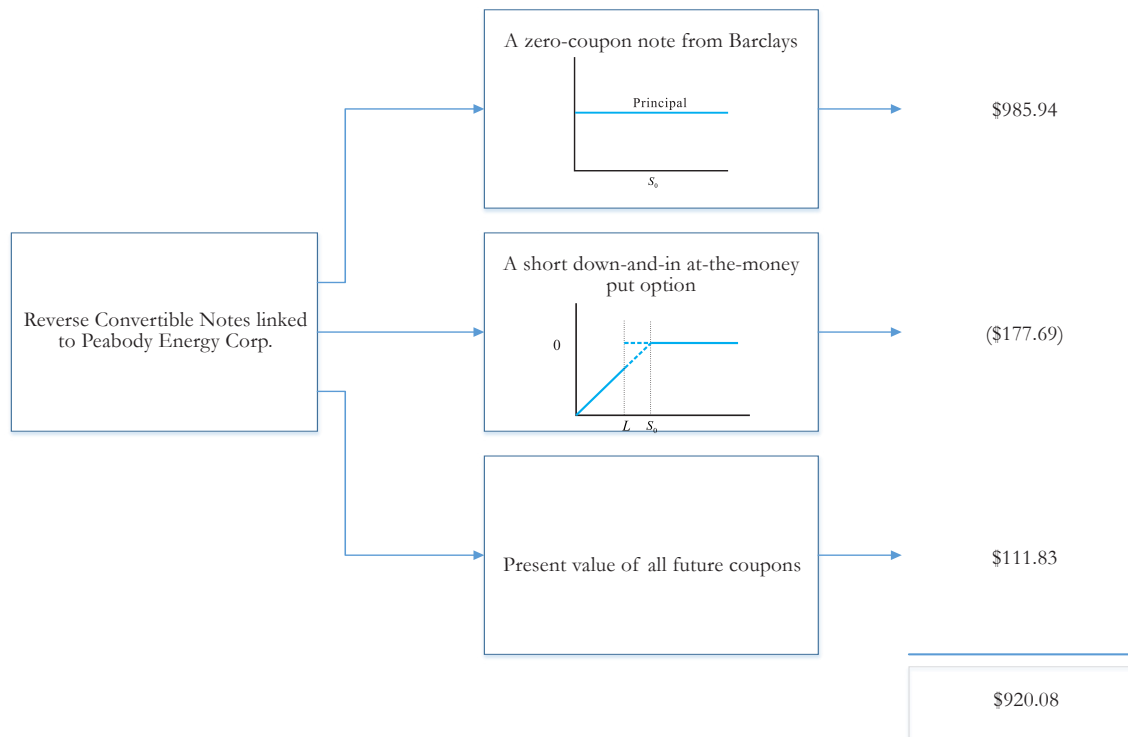 A zero-coupon note from Barclays
Principal
S₀
$985.94
Reverse Convertible Notes linked
to Peabody Energy Corp.
A short down-and-in at-the-money
put option
0
L S₀
($177.69)
Present value of all future coupons
$111.83
$920.08